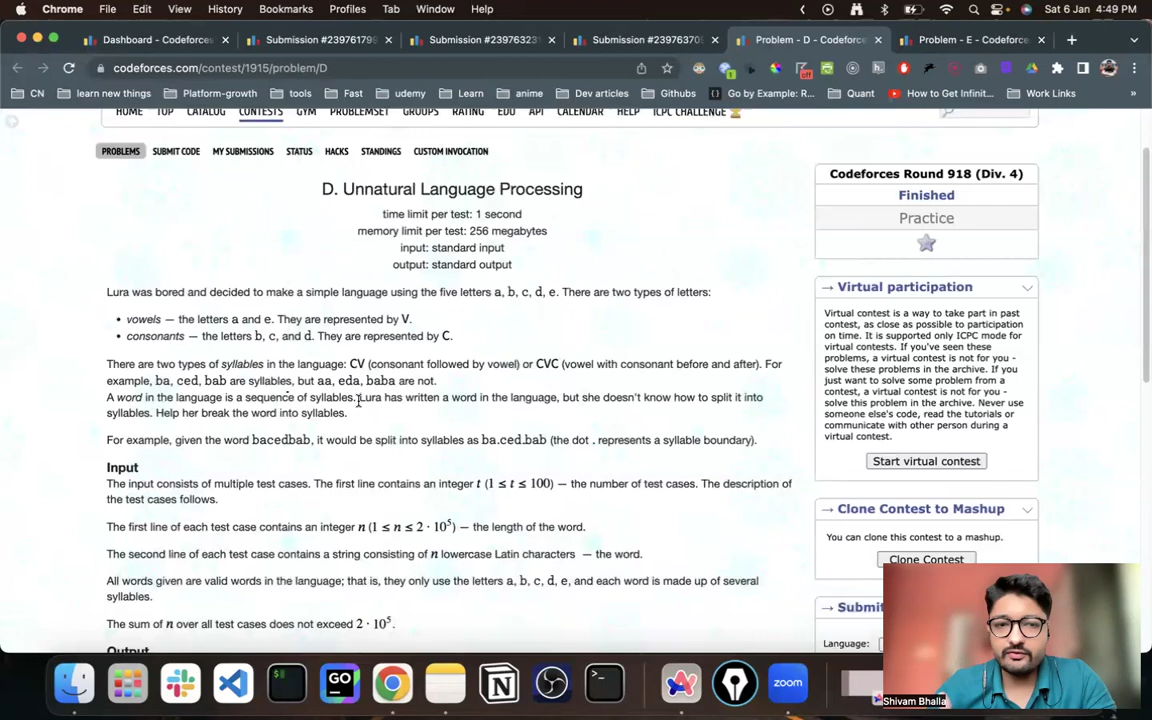 Chrome File Edit View History Bookmarks Profiles Tab Window Help Sat 6 Jan 4:49 PM
Dashboard - Codeforces
Submission #239761799
Submission #23976323
Submission #23976370
Problem - D - Codeforces
Problem - E - Codeforces
codeforces.com/contest/1915/problem/D
CN learn new things Platform-growth tools Fast udemy Learn anime Dev articles Githubs Go by Example: R... Quant How to Get Infinit... Work Links »
HOME TOP CATALOG CONTESTS GYM PROBLEMSET GROUPS RATING EDU API CALENDAR HELP ICPC CHALLENGE
PROBLEMS SUBMIT CODE MY SUBMISSIONS STATUS HACKS STANDINGS CUSTOM INVOCATION
D. Unnatural Language Processing
time limit per test: 1 second
memory limit per test: 256 megabytes
input: standard input
output: standard output
Lura was bored and decided to make a simple language using the five letters a, b, c, d, e. There are two types of letters:
• vowels — the letters a and e. They are represented by V.
• consonants — the letters b, c, and d. They are represented by C.
There are two types of syllables in the language: CV (consonant followed by vowel) or CVC (vowel with consonant before and after). For
example, ba, ced, bab are syllables, but aa, eda, baba are not.
A word in the language is a sequence of syllables. Lura has written a word in the language, but she doesn't know how to split it into
syllables. Help her break the word into syllables.
For example, given the word bacedbab, it would be split into syllables as ba.ced.bab (the dot . represents a syllable boundary).
Input
The input consists of multiple test cases. The first line contains an integer t (1 ≤ t ≤ 100) — the number of test cases. The description of
the test cases follows.
The first line of each test case contains an integer n (1 ≤ n ≤ 2 · 10⁵) — the length of the word.
The second line of each test case contains a string consisting of n lowercase Latin characters — the word.
All words given are valid words in the language; that is, they only use the letters a, b, c, d, e, and each word is made up of several
syllables.
The sum of n over all test cases does not exceed 2 · 10⁵.
Output
Codeforces Round 918 (Div. 4)
Finished
Practice
→ Virtual participation
Virtual contest is a way to take part in past
contest, as close as possible to participation
on time. It is supported only ICPC mode for
virtual contests. If you've seen these
problems, a virtual contest is not for you -
solve these problems in the archive. If you
just want to solve some problem from a
contest, a virtual contest is not for you -
solve this problem in the archive. Never use
someone else's code, read the tutorials or
communicate with other person during a
virtual contest.
Start virtual contest
→ Clone Contest to Mashup
You can clone this contest to a mashup.
Clone Contest
→ Submit
Language:
off
1
$
GO
zoom
Shivam Bhalla